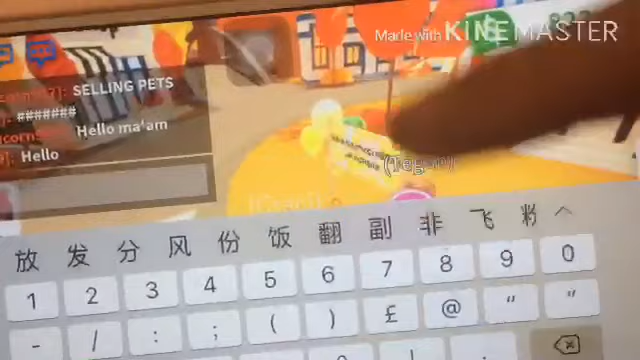 Made with KINEMASTER
SELLING PETS
#######
Hello ma'am
Hello
(Tegan)
放 发 分 风 份 饭 翻 副 非 飞 粉
1 2 3 4 5 6 7 8 9 0
- / : ; ( ) £ @ " "